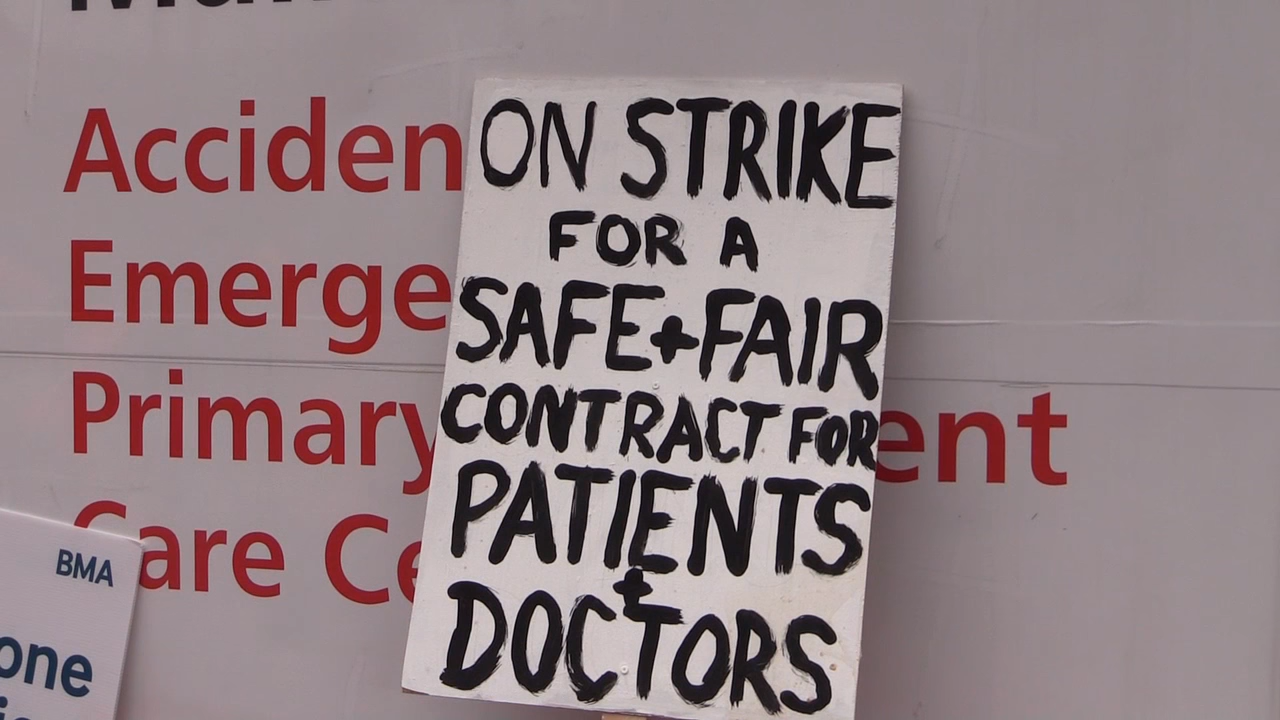 Acciden
Emerge
Primary ent
Care Ce
ON STRIKE
FOR A
SAFE+FAIR
CONTRACT FOR
PATIENTS
+
DOCTORS
BMA
one